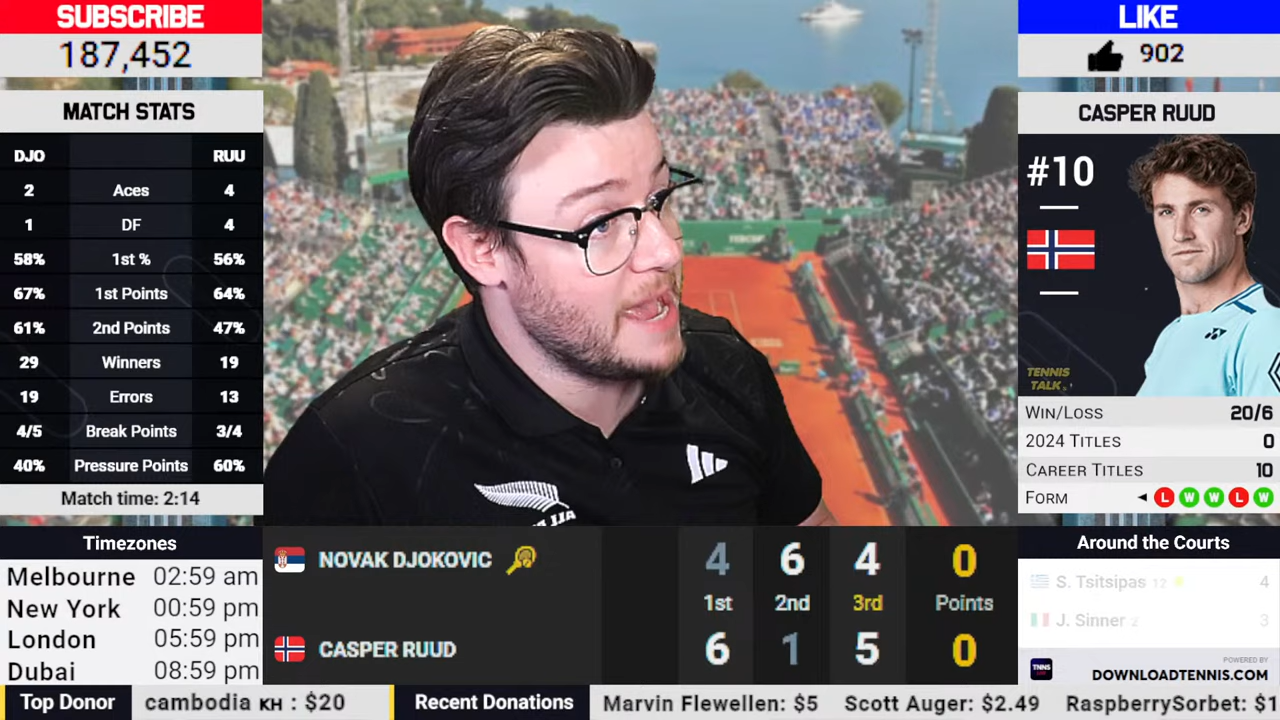 SUBSCRIBE
187,452
MATCH STATS
DJO RUU
2 Aces 4
1 DF 4
58% 1st % 56%
67% 1st Points 64%
61% 2nd Points 47%
29 Winners 19
19 Errors 13
4/5 Break Points 3/4
40% Pressure Points 60%
Match time: 2:14
Timezones
Melbourne 02:59 am
New York 00:59 pm
London 05:59 pm
Dubai 08:59 pm
LIKE
902
CASPER RUUD
#10
TENNIS
TALK
WIN/LOSS 20/6
2024 TITLES 0
CAREER TITLES 10
FORM L W W L W
Around the Courts
S. Tsitsipas 12 4
J. Sinner 2 3
TNNS
POWERED BY
DOWNLOADTENNIS.COM
NOVAK DJOKOVIC 4 6 4 0
1st 2nd 3rd Points
CASPER RUUD 6 1 5 0
Top Donor cambodia KH : $20 Recent Donations Marvin Flewellen: $5 Scott Auger: $2.49 RaspberrySorbet: $1